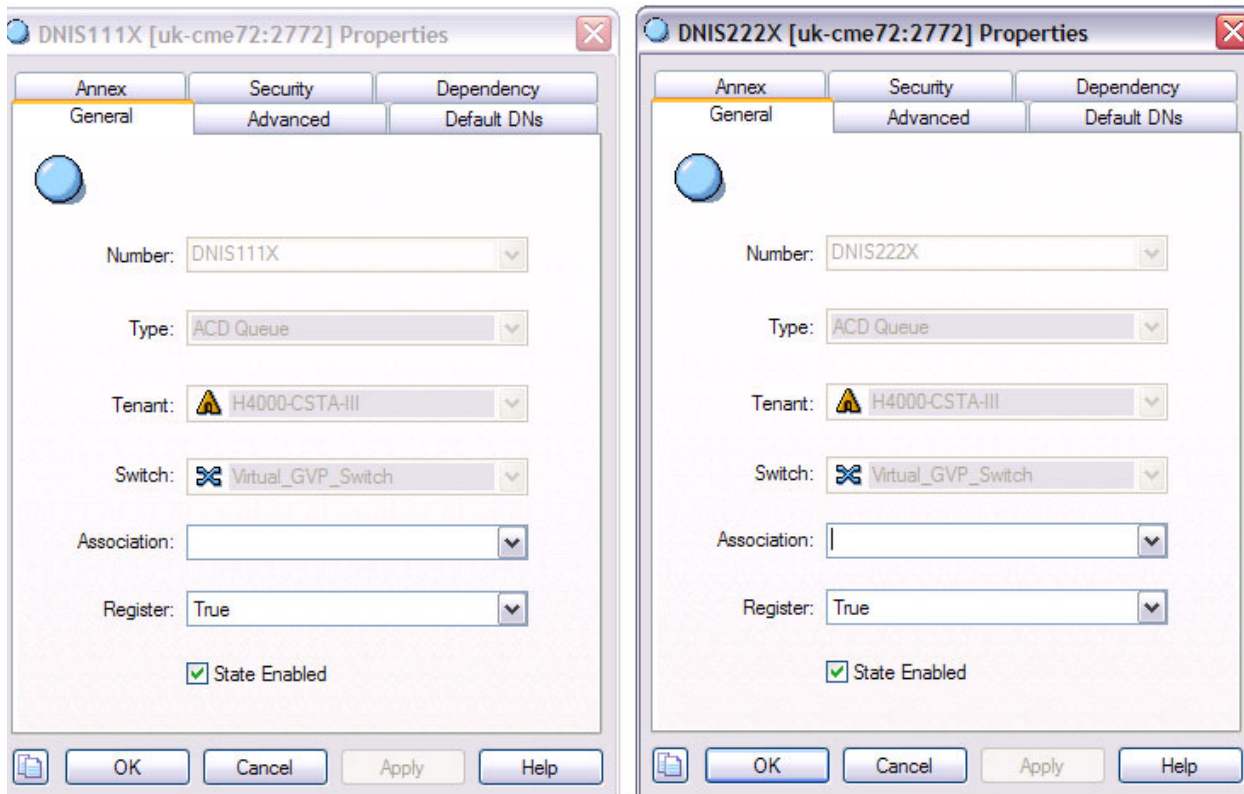 DNIS111X [uk-cme72:2772] Properties
Annex Security Dependency
General Advanced Default DNs
Number: DNIS111X
Type: ACD Queue
Tenant: H4000-CSTA-III
Switch: Virtual_GVP_Switch
Association:
Register: True
State Enabled
OK Cancel Apply Help
DNIS222X [uk-cme72:2772] Properties
Annex Security Dependency
General Advanced Default DNs
Number: DNIS222X
Type: ACD Queue
Tenant: H4000-CSTA-III
Switch: Virtual_GVP_Switch
Association:
Register: True
State Enabled
OK Cancel Apply Help